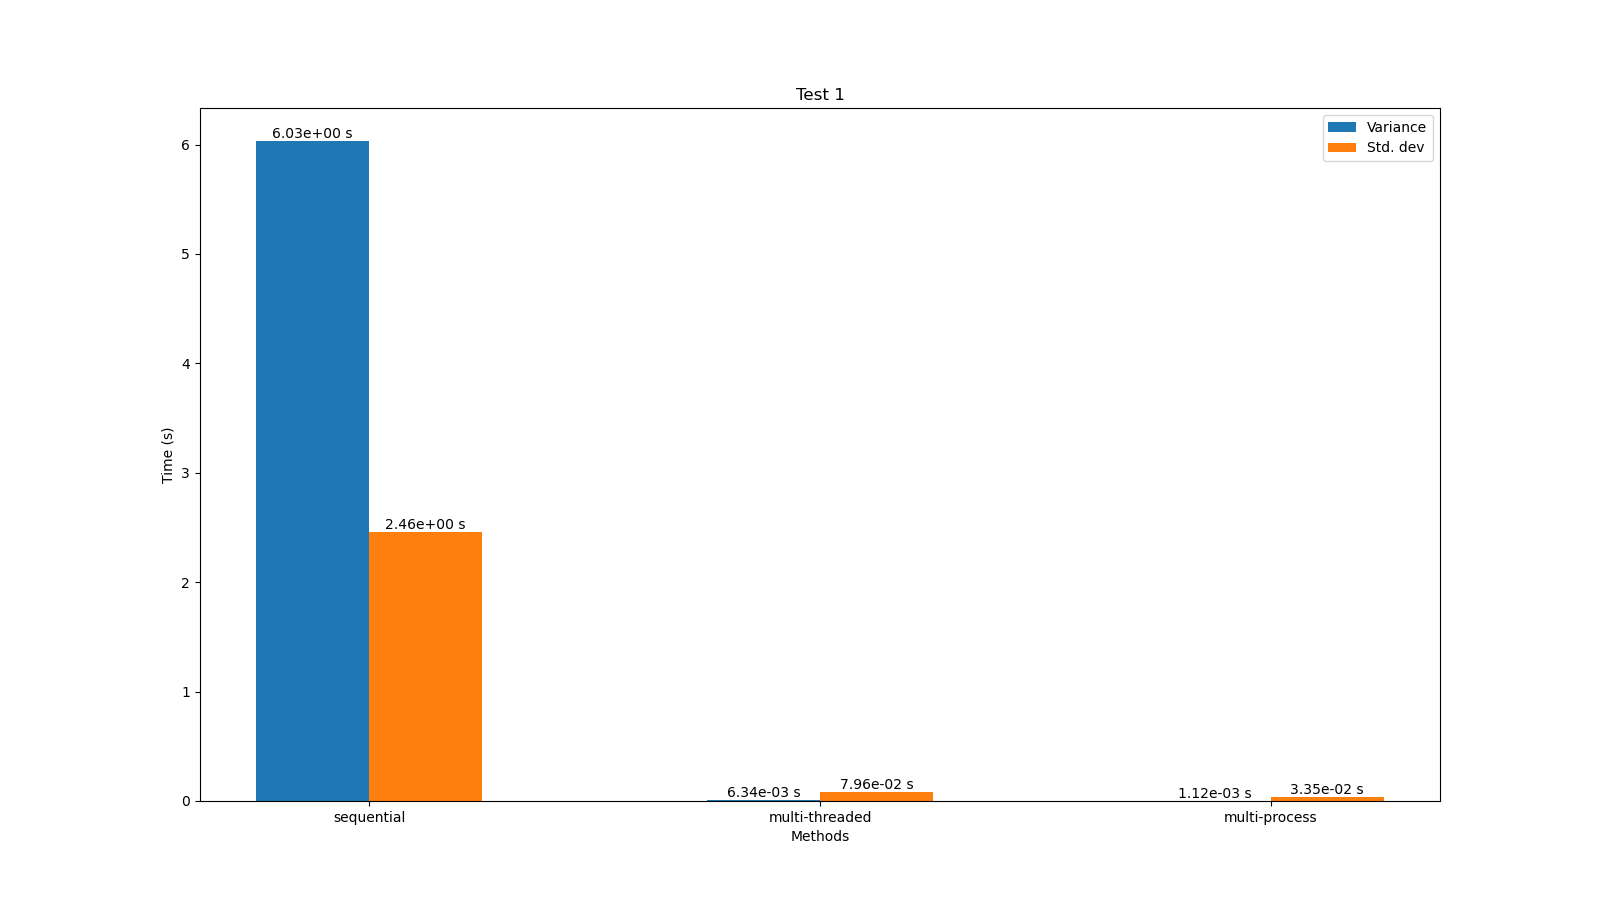 Test 1
Variance
Std. dev
6.03e+00 s
2.46e+00 s
6.34e-03 s
7.96e-02 s
1.12e-03 s
3.35e-02 s
6
5
4
3
2
1
0
Time (s)
sequential
multi-threaded
multi-process
Methods